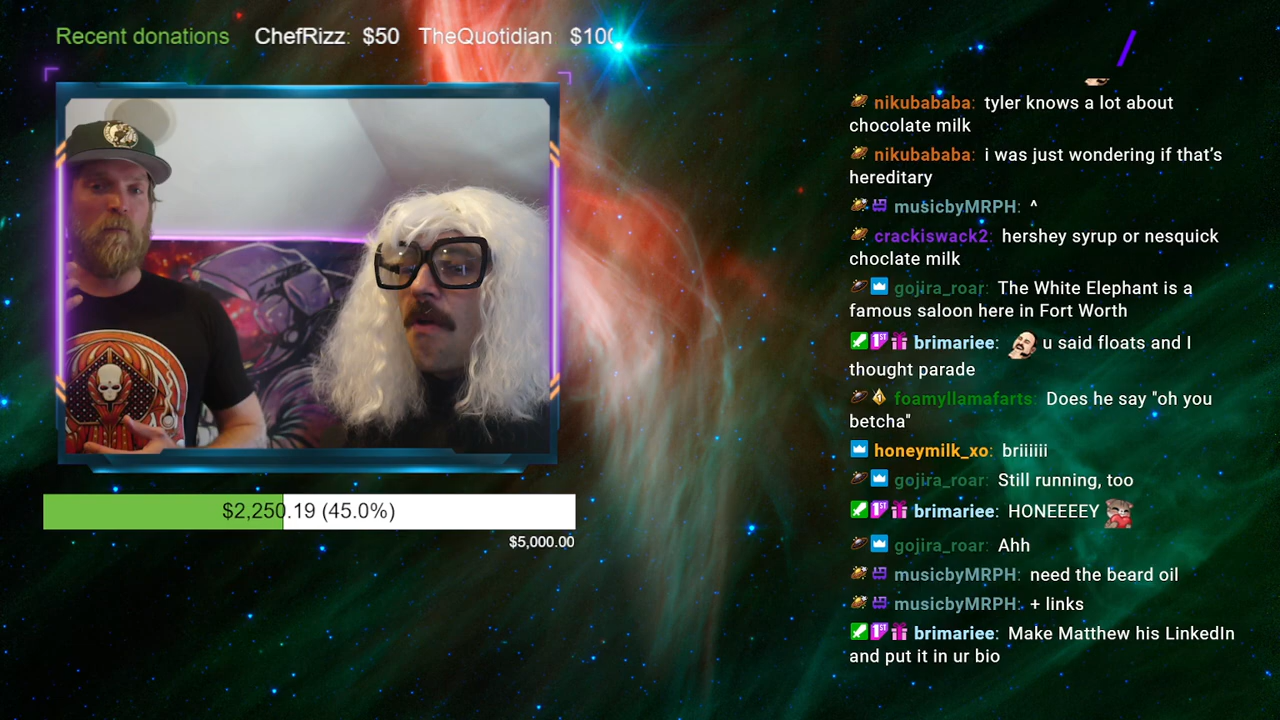 Recent donations ChefRizz: $50 TheQuotidian $100
nikubababa: tyler knows a lot about
chocolate milk
nikubababa: i was just wondering if that's
hereditary
musicbyMRPH: ^
crackiswack2: hershey syrup or nesquick
choclate milk
gojira_roar: The White Elephant is a
famous saloon here in Fort Worth
brimariee: u said floats and I
thought parade
foamyllamafarts: Does he say "oh you
betcha"
honeymilk_xo: briiiiii
gojira_roar: Still running, too
brimariee: HONEEEEY
gojira_roar: Ahh
musicbyMRPH: need the beard oil
musicbyMRPH: + links
brimariee: Make Matthew his LinkedIn
and put it in ur bio
$2,250.19 (45.0%)
$5,000.00